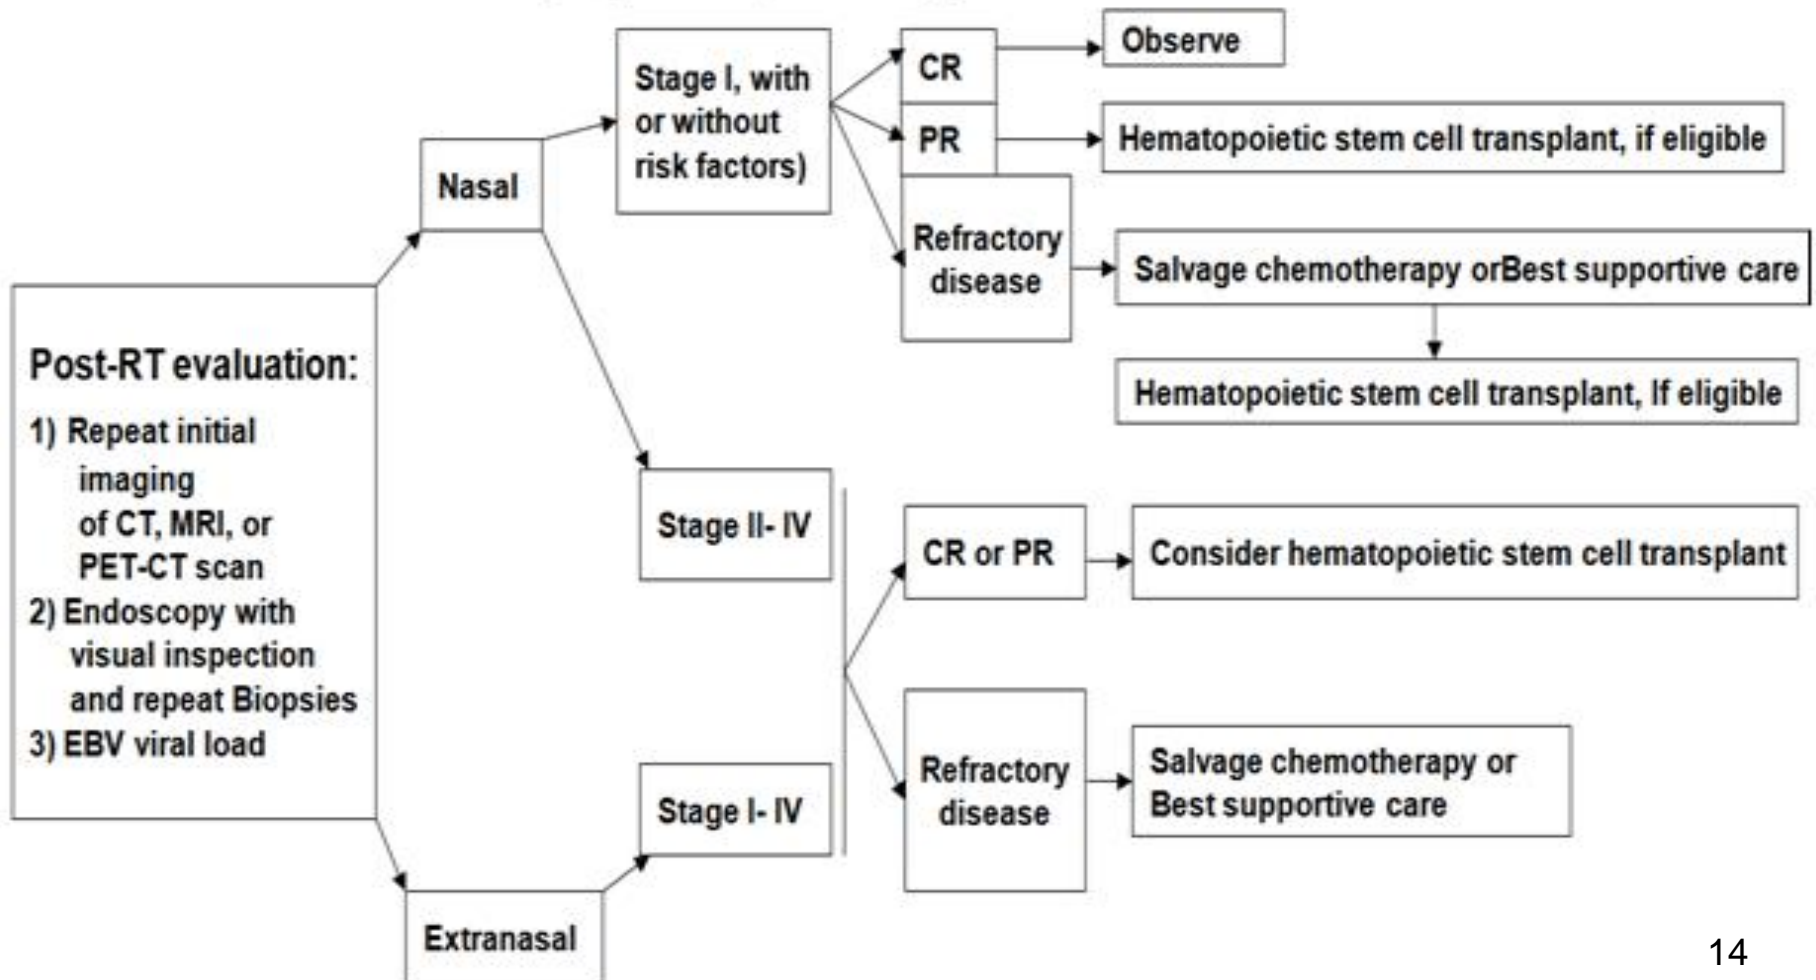 Post-RT evaluation:
1) Repeat initial
imaging
of CT, MRI, or
PET-CT scan
2) Endoscopy with
visual inspection
and repeat Biopsies
3) EBV viral load
Nasal
Stage I, with
or without
risk factors)
CR
Observe
PR
Hematopoietic stem cell transplant, if eligible
Refractory
disease
Salvage chemotherapy orBest supportive care
Hematopoietic stem cell transplant, If eligible
Stage II- IV
Extranasal
Stage I- IV
CR or PR
Consider hematopoietic stem cell transplant
Refractory
disease
Salvage chemotherapy or
Best supportive care
14